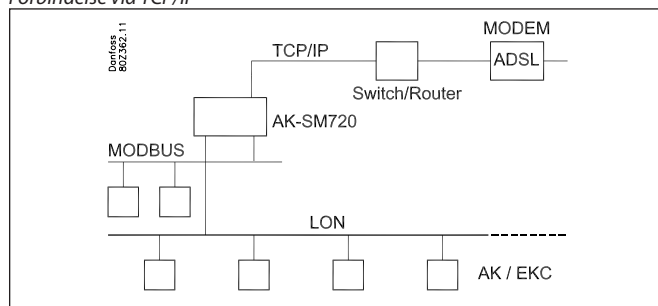 Forbindelse via TCP/IP
Danfoss
80Z362.11
MODEM
TCP/IP
ADSL
Switch/Router
AK-SM720
MODBUS
LON
AK / EKC